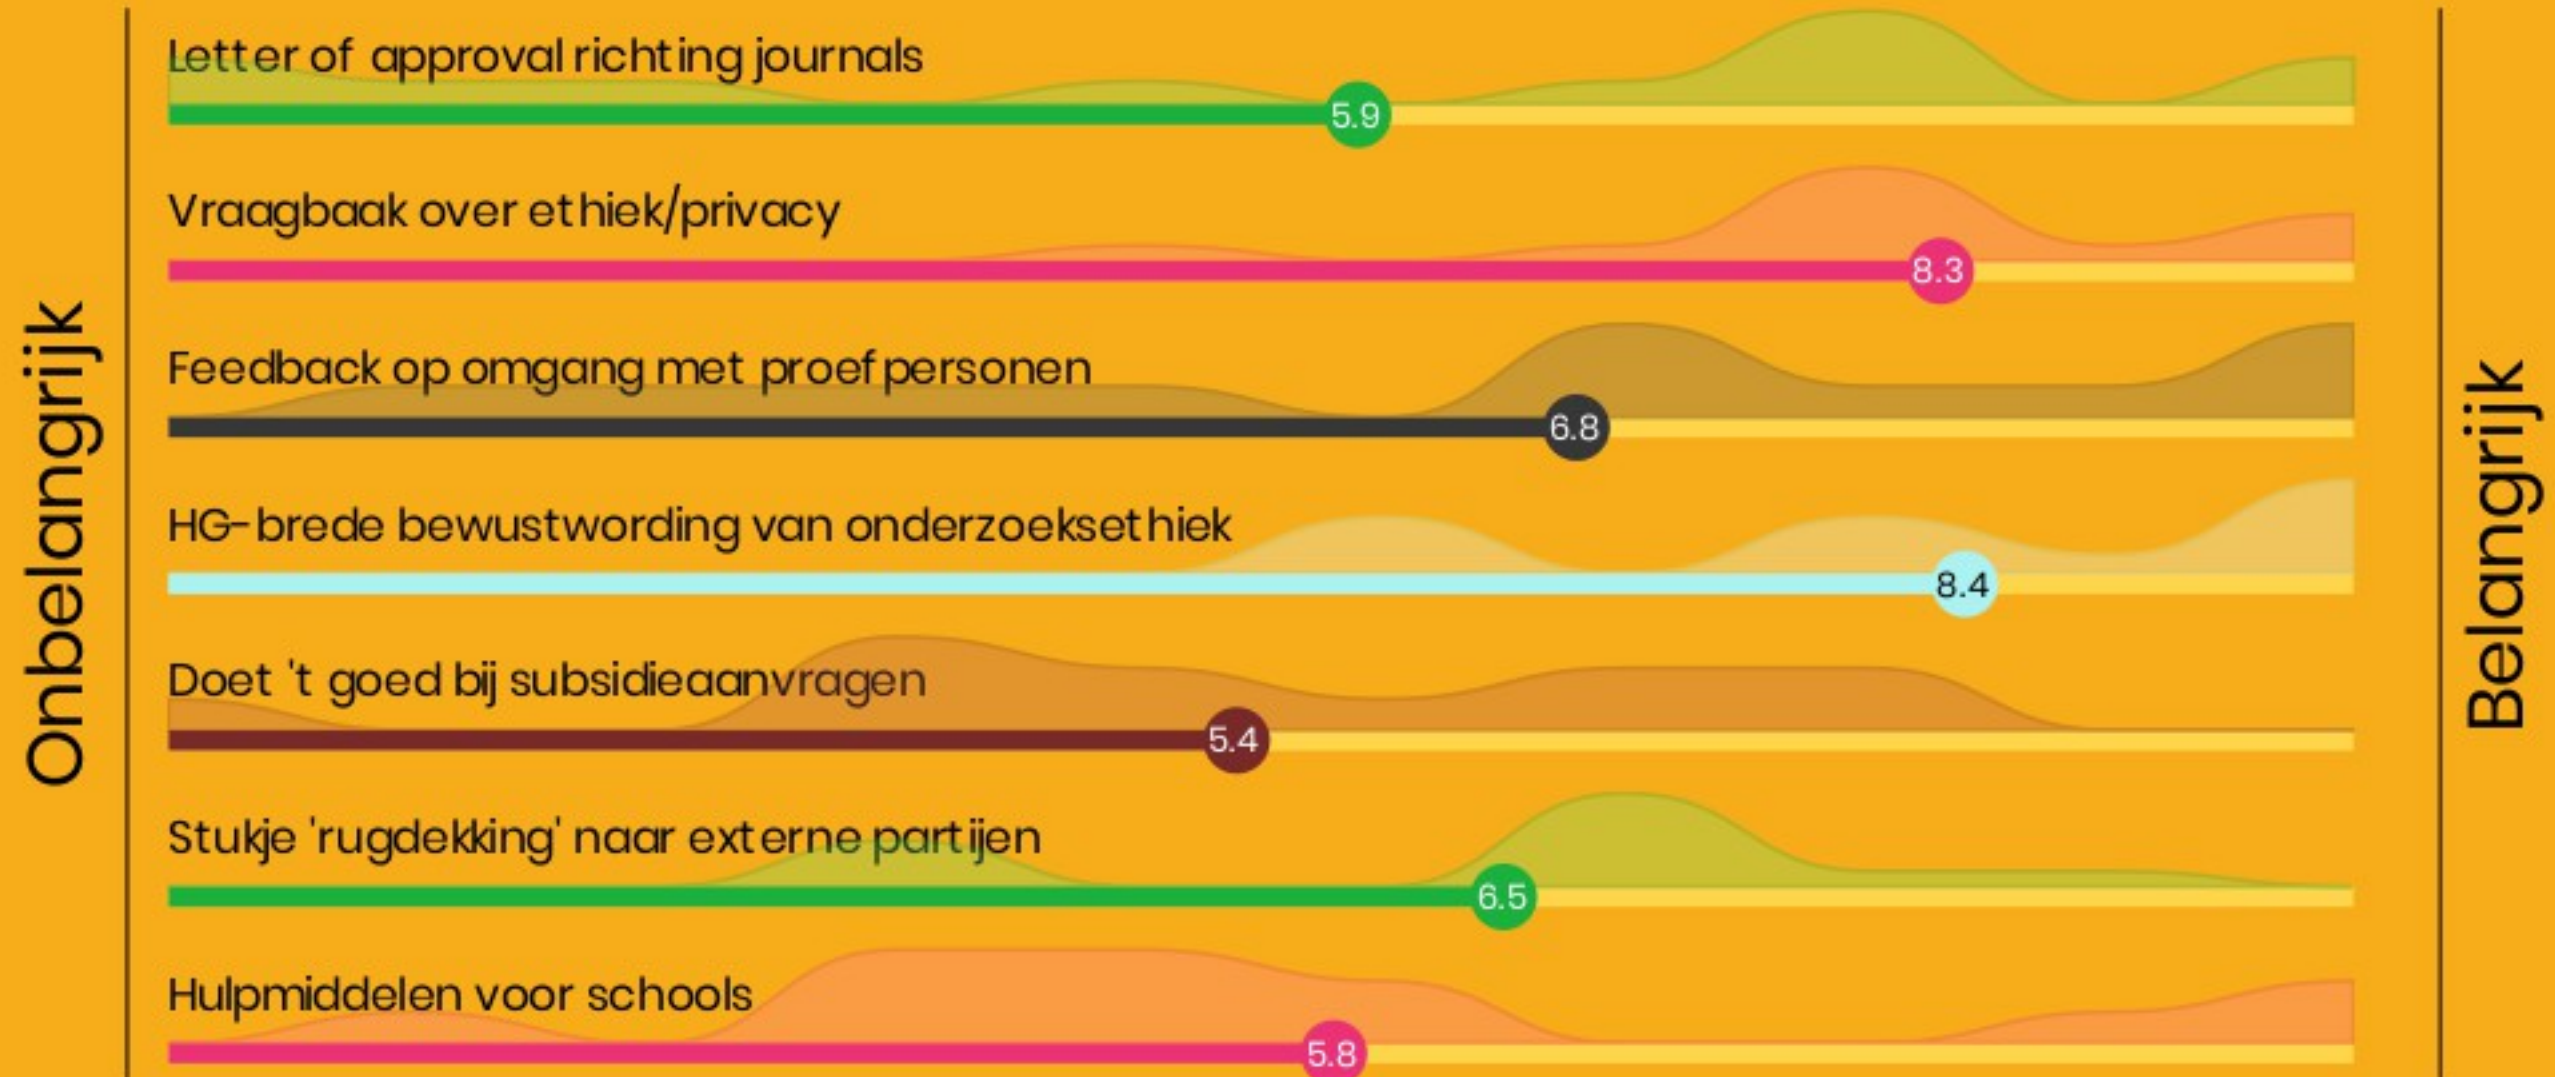 Letter of approval richting journals
5.9
Vraagbaak over ethiek/privacy
8.3
Feedback op omgang met proefpersonen
6.8
HG-brede bewustwording van onderzoeksethiek
8.4
Doet 't goed bij subsidieaanvragen
5.4
Stukje 'rugdekking' naar externe partijen
6.5
Hulpmiddelen voor schools
5.8
Onbelangrijk
Belangrijk